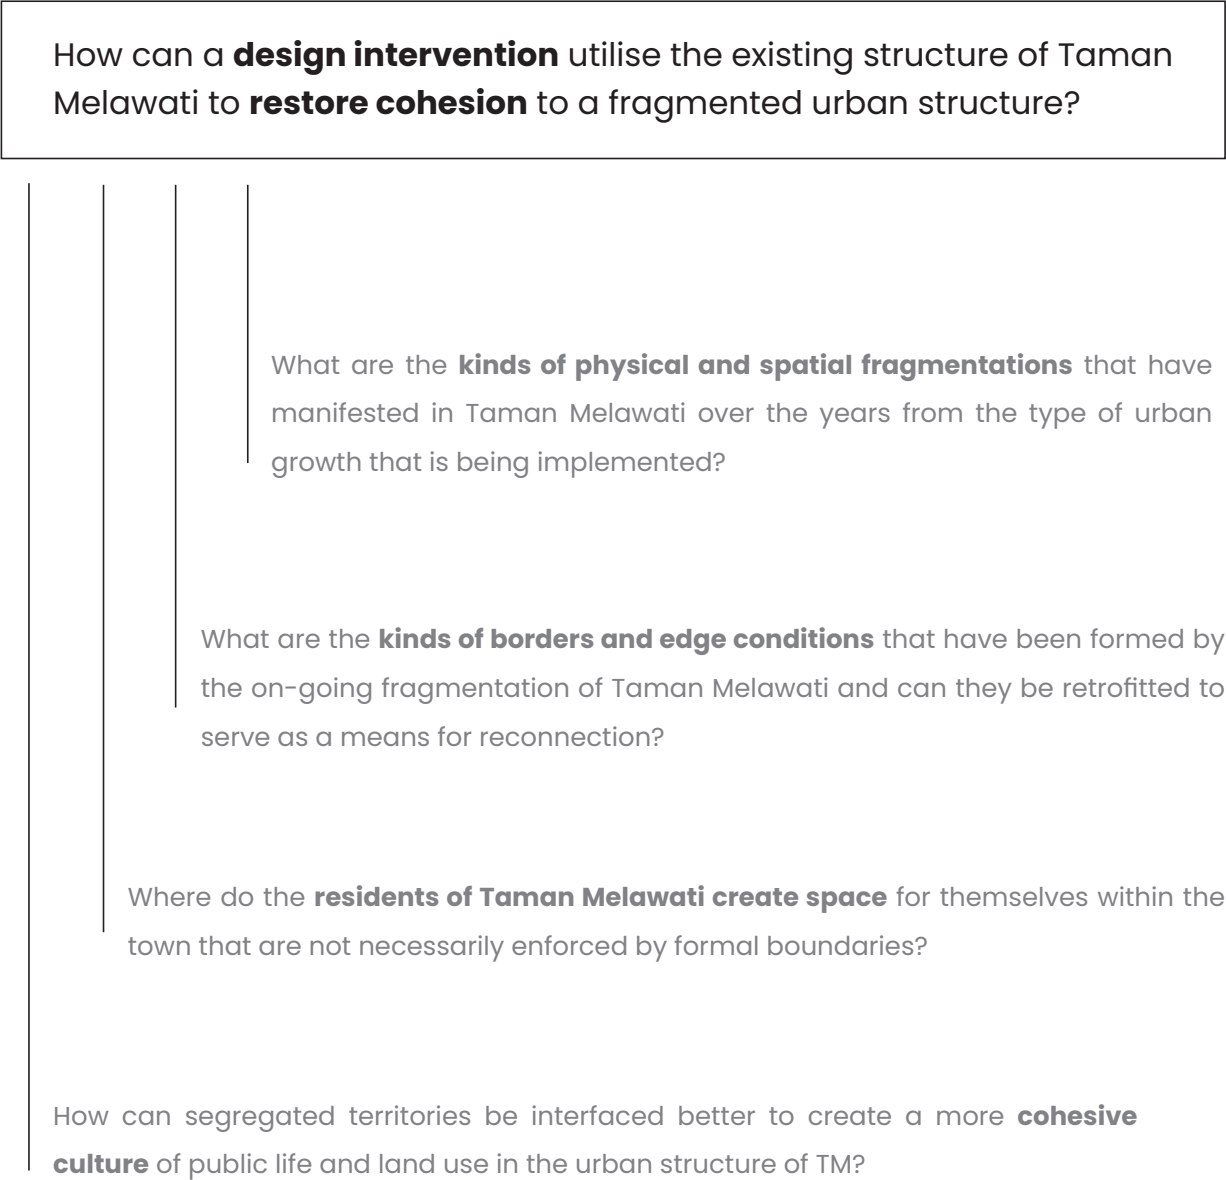 How can a design intervention utilise the existing structure of Taman
Melawati to restore cohesion to a fragmented urban structure?
What are the kinds of physical and spatial fragmentations that have
manifested in Taman Melawati over the years from the type of urban
growth that is being implemented?
What are the kinds of borders and edge conditions that have been formed by
the on-going fragmentation of Taman Melawati and can they be retrofitted to
serve as a means for reconnection?
Where do the residents of Taman Melawati create space for themselves within the
town that are not necessarily enforced by formal boundaries?
How can segregated territories be interfaced better to create a more cohesive
culture of public life and land use in the urban structure of TM?